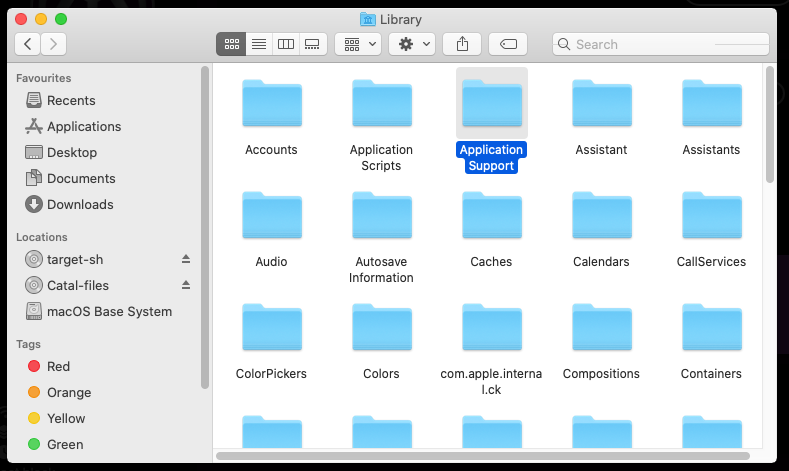 Library
Search
Favourites
Recents
Applications
Desktop
Documents
Downloads
Locations
target-sh
Catal-files
macOS Base System
Tags
Red
Orange
Yellow
Green
Accounts
Application
Scripts
Application
Support
Assistant
Assistants
Audio
Autosave
Information
Caches
Calendars
CallServices
ColorPickers
Colors
com.apple.interna
l.ck
Compositions
Containers